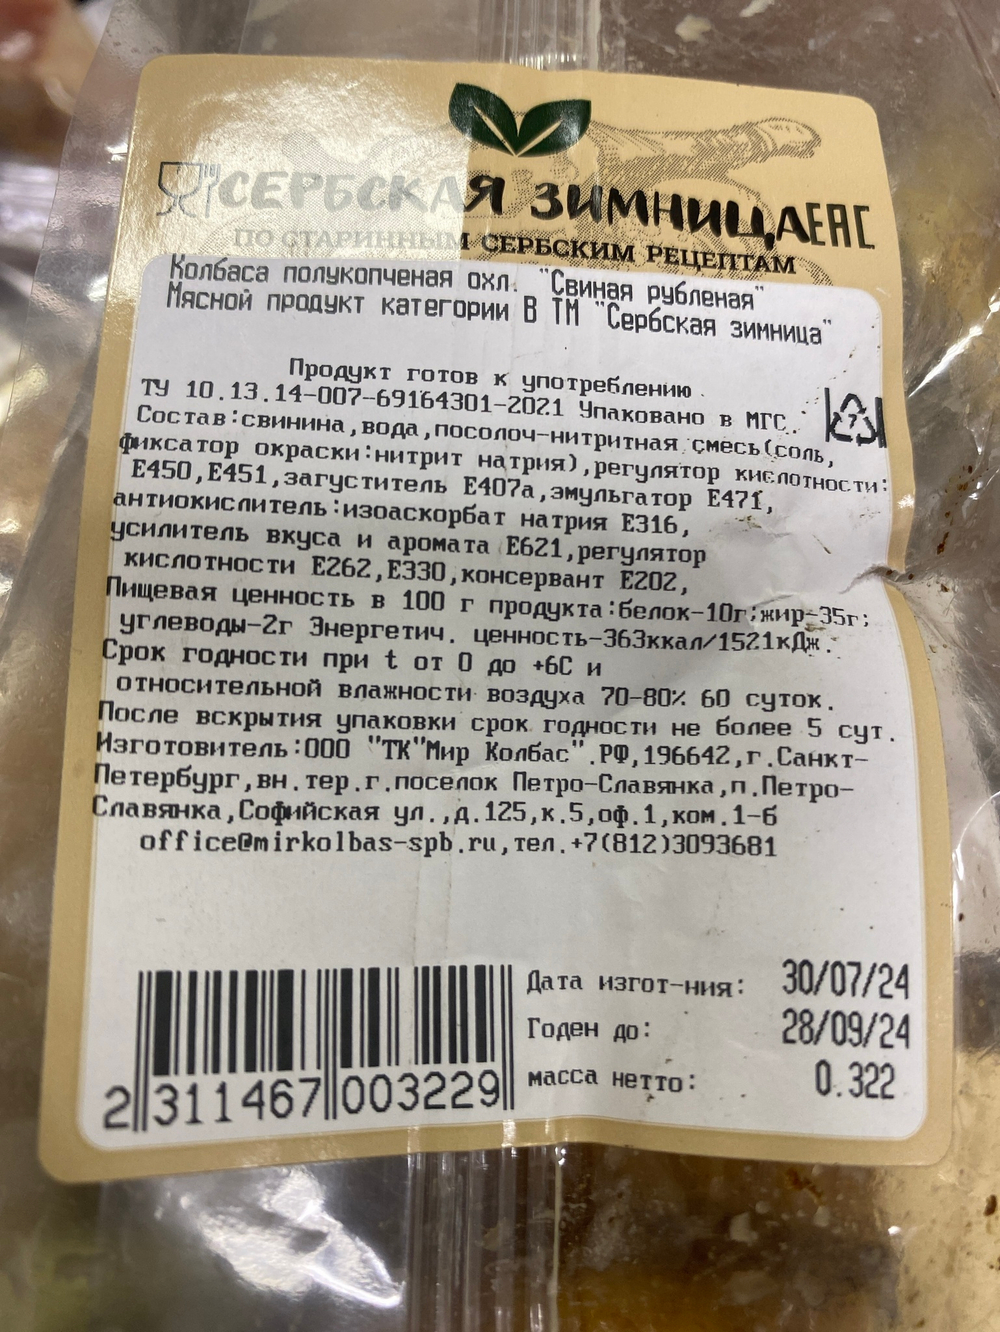 СЕРБСКАЯ ЗИМНИЦА EAC
ПО СТАРИННЫМ СЕРБСКИМ РЕЦЕПТАМ
Колбаса полукопченая охл. "Свиная рубленая"
Мясной продукт категории В ТМ "Сербская зимница"
Продукт готов к употреблению
ТУ 10.13.14-007-69164301-2021 Упаковано в МГС.
7
Состав:свинина,вода,посолоч-нитритная смесь(соль,
фиксатор окраски:нитрит натрия),регулятор кислотности:
Е450,Е451,загуститель Е407а,эмульгатор Е471,
антиокислитель:изоаскорбат натрия Е316,
усилитель вкуса и аромата Е621,регулятор
кислотности Е262,Е330,консервант Е202,
Пищевая ценность в 100 г продукта:белок-10г;жир-35г;
углеводы-2г Энергетич. ценность-363ккал/1521кДж.
Срок годности при t от 0 до +6С и
относительной влажности воздуха 70-80% 60 суток.
После вскрытия упаковки срок годности не более 5 сут.
Изготовитель:ООО "ТК"Мир Колбас".РФ,196642,г.Санкт-
Петербург,вн.тер.г.поселок Петро-Славянка,п.Петро-
Славянка,Софийская ул.,д.125,к.5,оф.1,ком.1-б
office@mirkolbas-spb.ru,тел.+7(812)3093681
Дата изгот-ния: 30/07/24
Годен до: 28/09/24
масса нетто: 0.322
2 311467 003229